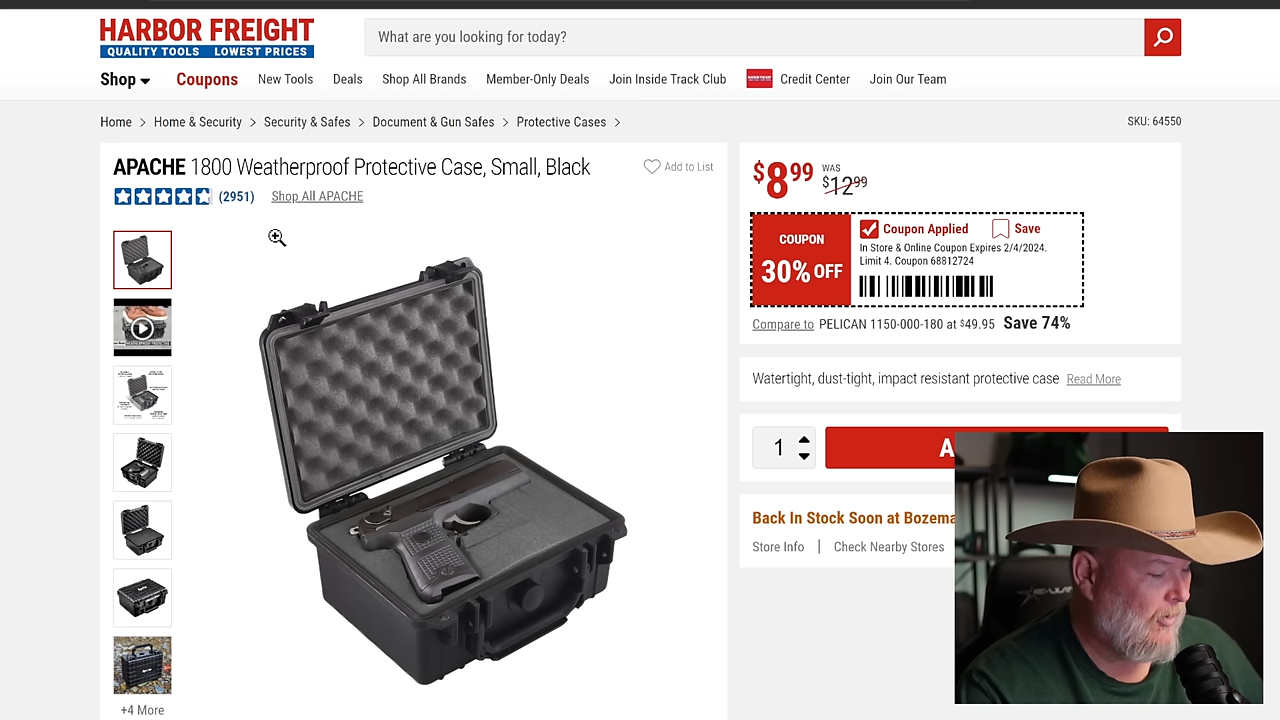 HARBOR FREIGHT
QUALITY TOOLS LOWEST PRICES
What are you looking for today?
Shop
Coupons
New Tools
Deals
Shop All Brands
Member-Only Deals
Join Inside Track Club
Credit Center
Join Our Team
Home > Home & Security > Security & Safes > Document & Gun Safes > Protective Cases >
SKU: 64550
APACHE 1800 Weatherproof Protective Case, Small, Black
Add to List
(2951)
Shop All APACHE
+4 More
$8.99
WAS
$12.99
COUPON
30% OFF
Coupon Applied
Save
In Store & Online Coupon Expires 2/4/2024.
Limit 4. Coupon 68812724
Compare to PELICAN 1150-000-180 at $49.95 Save 74%
Watertight, dust-tight, impact resistant protective case Read More
1
A
Back In Stock Soon at Bozema
Store Info | Check Nearby Stores